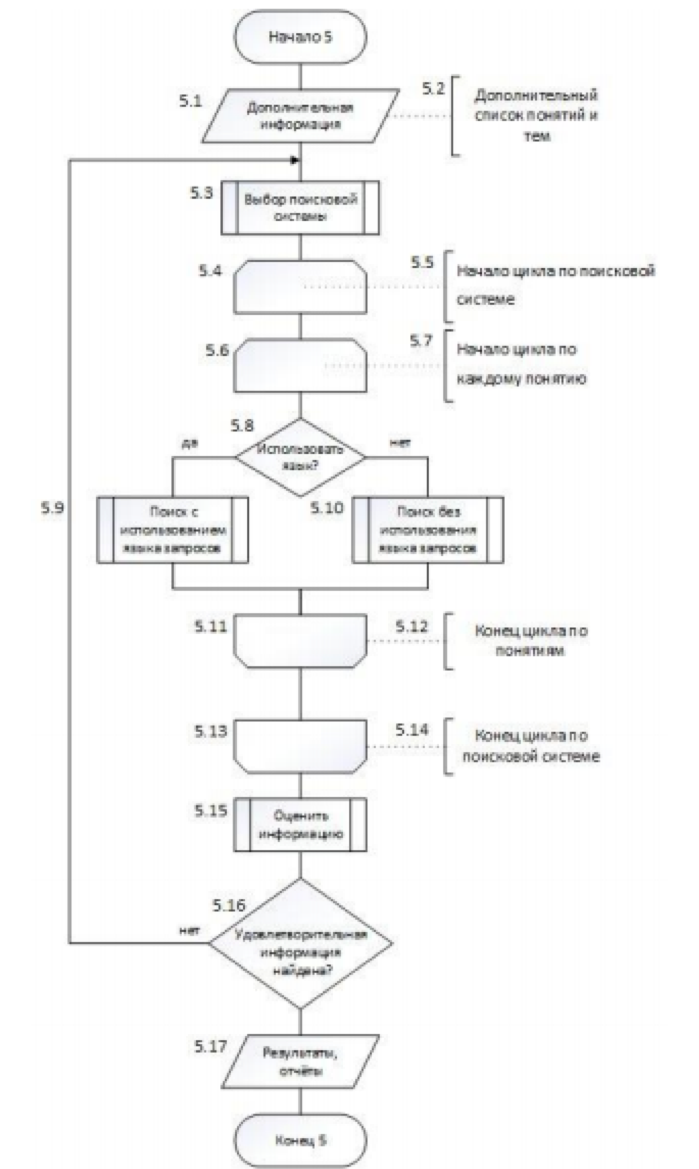 Начало 5
5.1
Дополнительная
информация
5.2
Дополнительный
список понятий и
тем
5.3
Выбор поисковой
системы
5.4
5.5
Начало цикла по поисковой
системе
5.6
5.7
Начало цикла по
каждому понятию
5.8
Использовать
язык?
да
нет
5.9
Поиск с
использованием
языка запросов
5.10
Поиск без
использования
языка запросов
5.11
5.12
Конец цикла по
понятиям
5.13
5.14
Конец цикла по
поисковой системе
5.15
Оценить
информацию
5.16
нет
Удовлетворительная
информация
найдена?
5.17
Результаты,
отчёты
Конец 5